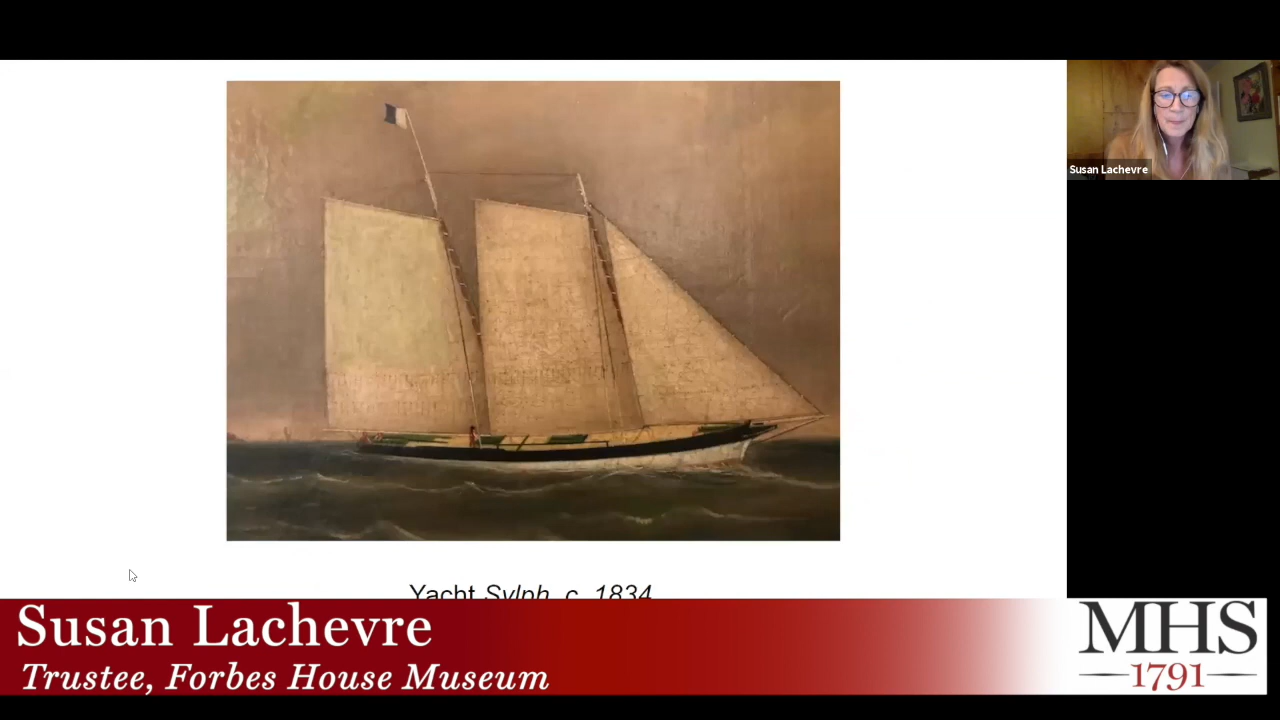 Susan Lachevre
Yacht Sylph, c. 1834
Susan Lachevre
Trustee, Forbes House Museum
MHS
1791